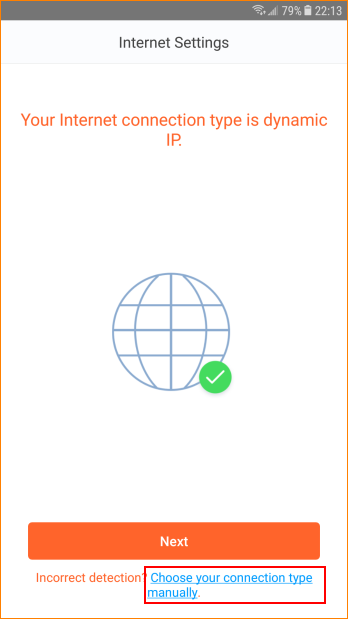 79% 22:13
Internet Settings
Your Internet connection type is dynamic
IP.
Next
Incorrect detection? Choose your connection type
manually.